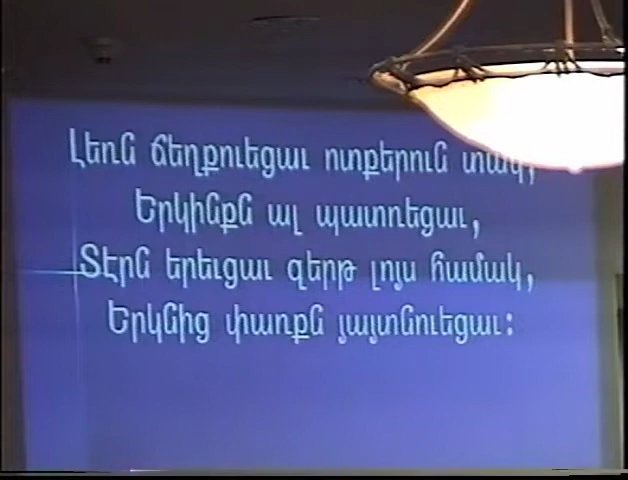 Լեռն ճեղքուեցաւ ոտքերուն տակ,
Երկինքն ալ պատռեցաւ,
Տէրն երեւցաւ զերթ լոյս համակ,
Երկնից փառքն յայտնուեցաւ: